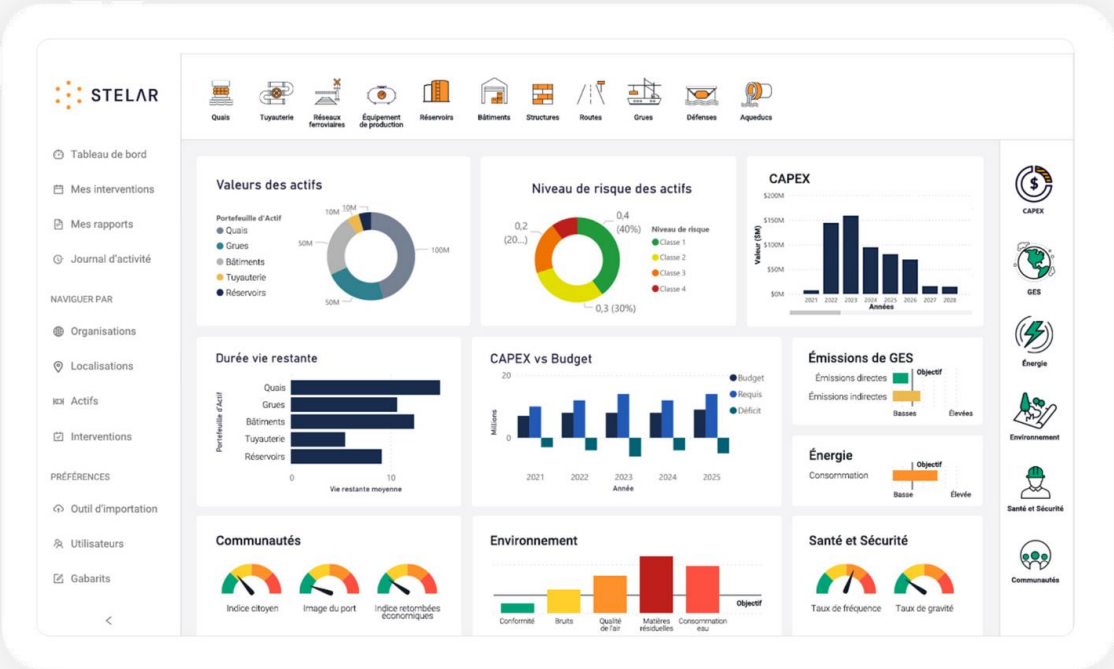 STELAR
Quais
Tuyauterie
Réseaux
ferroviaires
Équipement
de production
Réservoirs
Bâtiments
Structures
Routes
Grues
Défenses
Aqueducs
Tableau de bord
Mes interventions
Mes rapports
Journal d'activité
NAVIGUER PAR
Organisations
Localisations
Actifs
Interventions
PRÉFÉRENCES
Outil d'importation
Utilisateurs
Gabarits
Valeurs des actifs
Portefeuille d'Actif
Quais
Grues
Bâtiments
Tuyauterie
Réservoirs
10M
10M
50M
100M
50M
Niveau de risque des actifs
0,2
(20...)
0,4
(40%)
0,3 (30%)
Niveau de risque
Classe 1
Classe 2
Classe 3
Classe 4
CAPEX
Valeur ($M)
$200M
$150M
$100M
$50M
$0M
2021 2022 2023 2024 2025 2026 2027 2028
Années
Durée vie restante
Portefeuille d'Actif
Quais
Grues
Bâtiments
Tuyauterie
Réservoirs
0 10
Vie restante moyenne
CAPEX vs Budget
Millions
20
0
2021 2022 2023 2024 2025
Année
Budget
Requis
Déficit
Émissions de GES
Objectif
Émissions directes
Émissions indirectes
Basses Élevées
Énergie
Objectif
Consommation
Basse Élevée
Communautés
Indice citoyen
Image du port
Indice retombées
économiques
Environnement
Objectif
Conformité
Bruits
Qualité
de l'air
Matières
résiduelles
Consommation
eau
Santé et Sécurité
Taux de fréquence
Taux de gravité
$
CAPEX
GES
Énergie
Environnement
Santé et Sécurité
Communautés